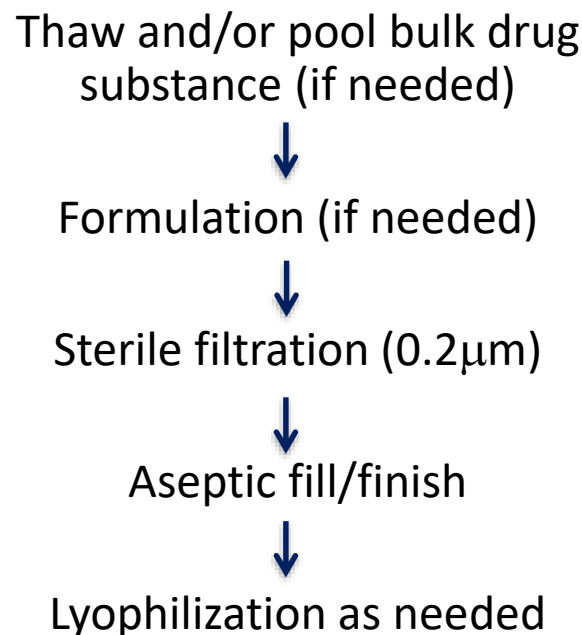 Thaw and/or pool bulk drug
substance (if needed)
Formulation (if needed)
Sterile filtration (0.2μm)
Aseptic fill/finish
Lyophilization as needed